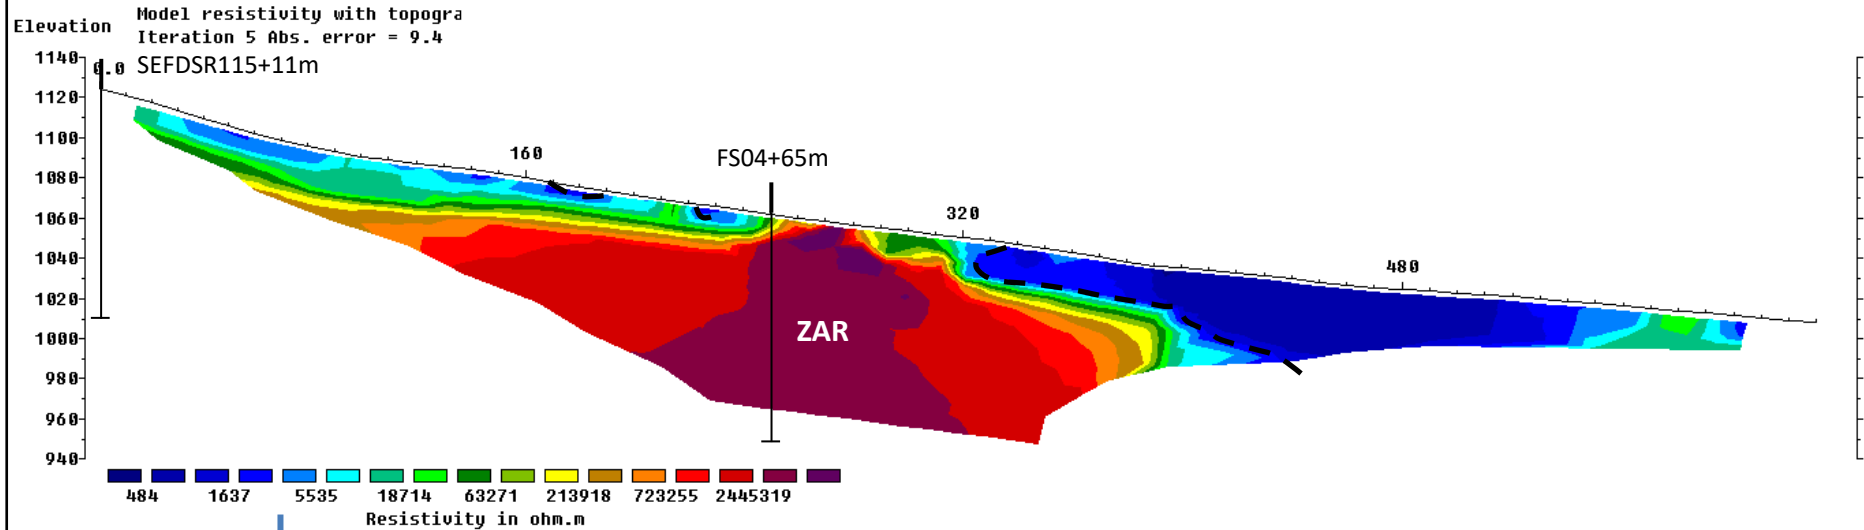 Model resistivity with topogra
Elevation
Iteration 5 Abs. error = 9.4
1140
0.0
SEFDSR115+11m
1120
1100
160
FS04+65m
1080
1060
320
1040
480
1020
1000
ZAR
980
960
940
484 1637 5535 18714 63271 213918 723255 2445319
Resistivity in ohm.m